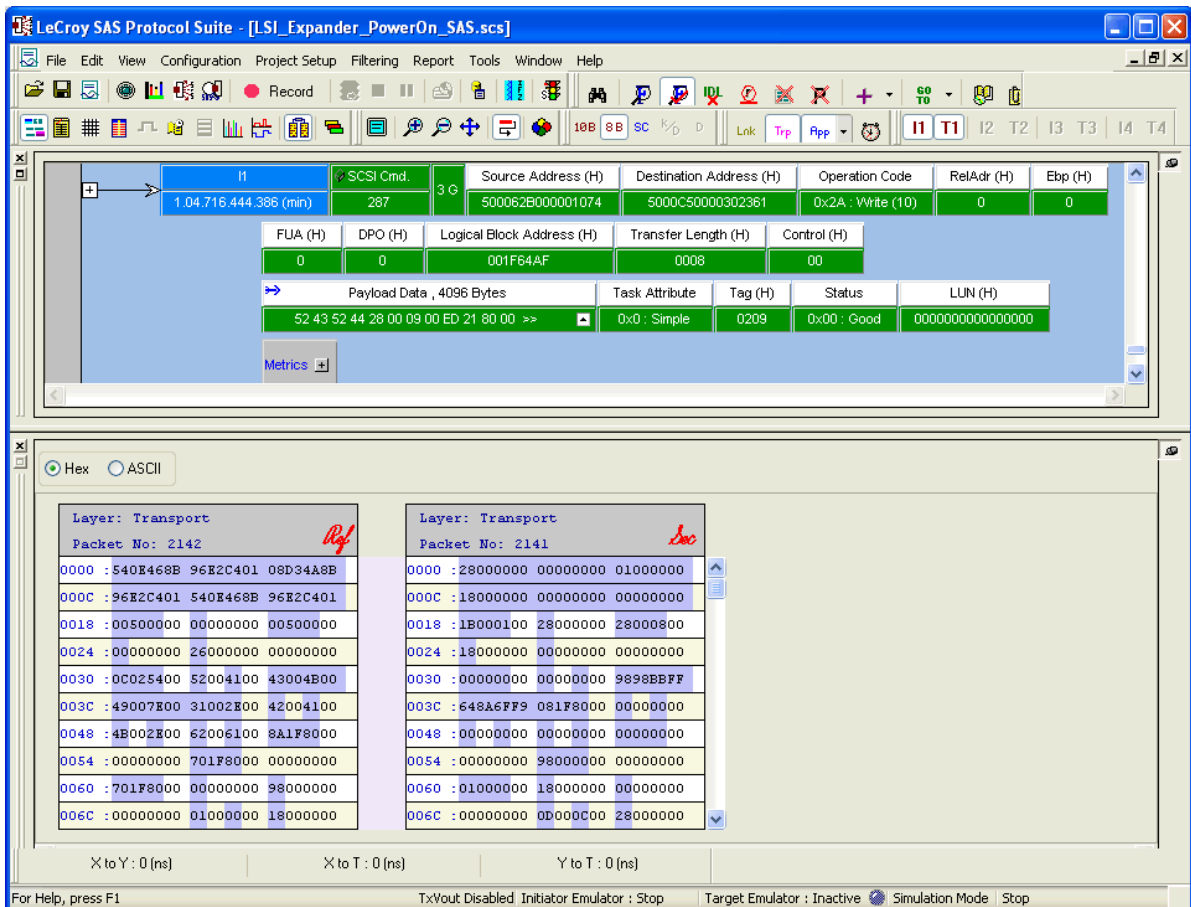 LeCroy SAS Protocol Suite - [LSI_Expander_PowerOn_SAS.scs]
File Edit View Configuration Project Setup Filtering Report Tools Window Help
Record IDL GO TO
10B 8B SC K/D D Lnk Trp App I1 T1 I2 T2 I3 T3 I4 T4
I1 SCSI Cmd. 3 G Source Address (H) Destination Address (H) Operation Code RelAdr (H) Ebp (H)
1.04.716.444.386 (min) 287 500062B000001074 5000C50000302361 0x2A : Write (10) 0 0
FUA (H) DPO (H) Logical Block Address (H) Transfer Length (H) Control (H)
0 0 001F64AF 0008 00
Payload Data , 4096 Bytes Task Attribute Tag (H) Status LUN (H)
52 43 52 44 28 00 09 00 ED 21 80 00 >> 0x0 : Simple 0209 0x00 : Good 0000000000000000
Metrics +
Hex ASCII
Layer: Transport Ref Layer: Transport Sec
Packet No: 2142 Packet No: 2141
0000 :540E468B 96E2C401 08D34A8B 0000 :28000000 00000000 01000000
000C :96E2C401 540E468B 96E2C401 000C :18000000 00000000 00000000
0018 :00500000 00000000 00500000 0018 :1B000100 28000000 28000800
0024 :00000000 26000000 00000000 0024 :18000000 00000000 00000000
0030 :0C025400 52004100 43004B00 0030 :00000000 00000000 9898BBFF
003C :49007E00 31002E00 42004100 003C :648A6FF9 081F8000 00000000
0048 :4B002E00 62006100 8A1F8000 0048 :00000000 00000000 00000000
0054 :00000000 701F8000 00000000 0054 :00000000 98000000 00000000
0060 :701F8000 00000000 98000000 0060 :01000000 18000000 00000000
006C :00000000 01000000 18000000 006C :00000000 0D000C00 28000000
X to Y : 0 (ns) X to T : 0 (ns) Y to T : 0 (ns)
For Help, press F1 TxVout Disabled Initiator Emulator : Stop Target Emulator : Inactive Simulation Mode Stop